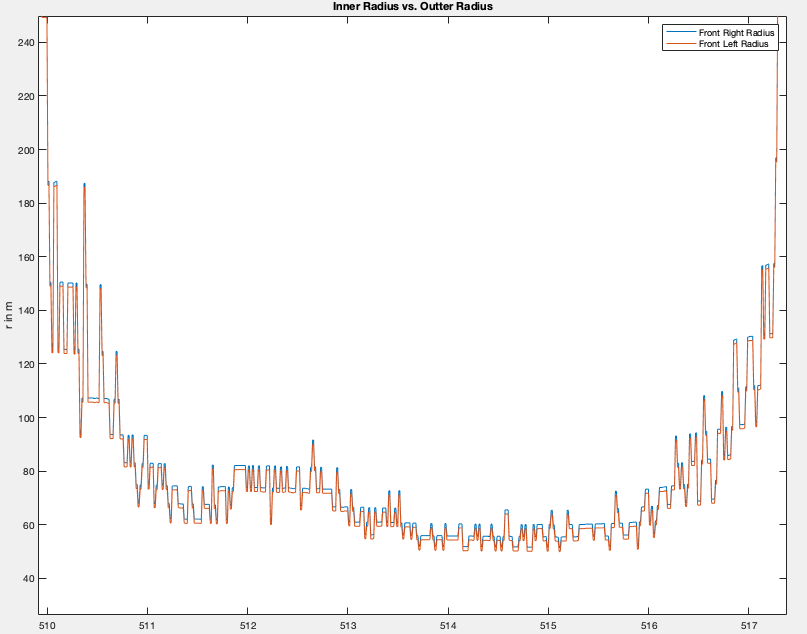 Inner Radius vs. Outter Radius
Front Right Radius
Front Left Radius
240
220
200
180
160
140
120
100
80
60
40
r in m
510 511 512 513 514 515 516 517